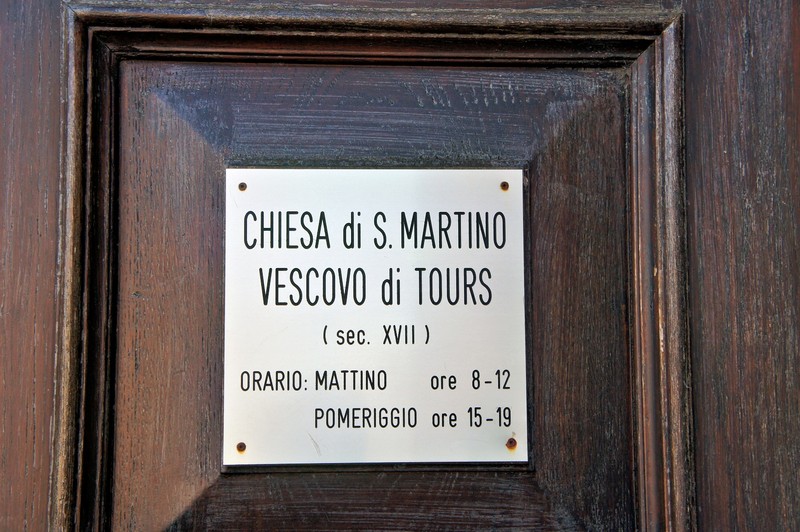 CHIESA di S. MARTINO
VESCOVO di TOURS
( sec. XVII )
ORARIO: MATTINO ore 8-12
POMERIGGIO ore 15-19